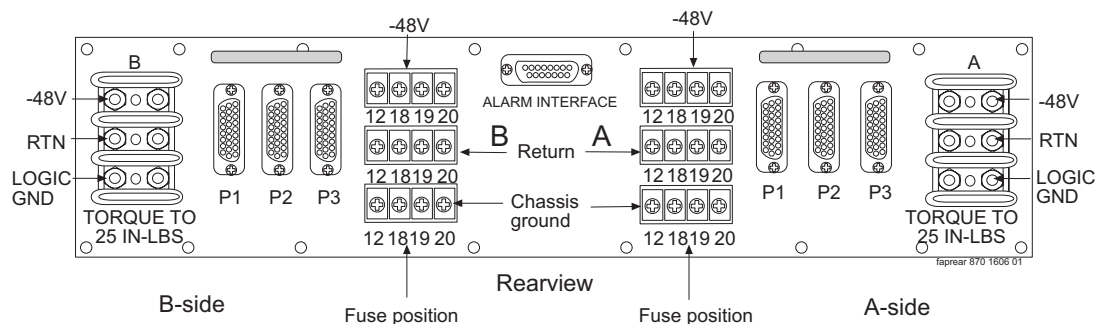 -48V
-48V
B
A
-48V
-48V
ALARM INTERFACE
12 18 19 20
12 18 19 20
RTN
B
Return
A
RTN
12 18 19 20
12 18 19 20
LOGIC
GND
P1
P2
P3
Chassis
ground
P1
P2
P3
LOGIC
GND
TORQUE TO
25 IN-LBS
12 18 19 20
12 18 19 20
TORQUE TO
25 IN-LBS
faprear 870 1606 01
B-side
Rearview
A-side
Fuse position
Fuse position